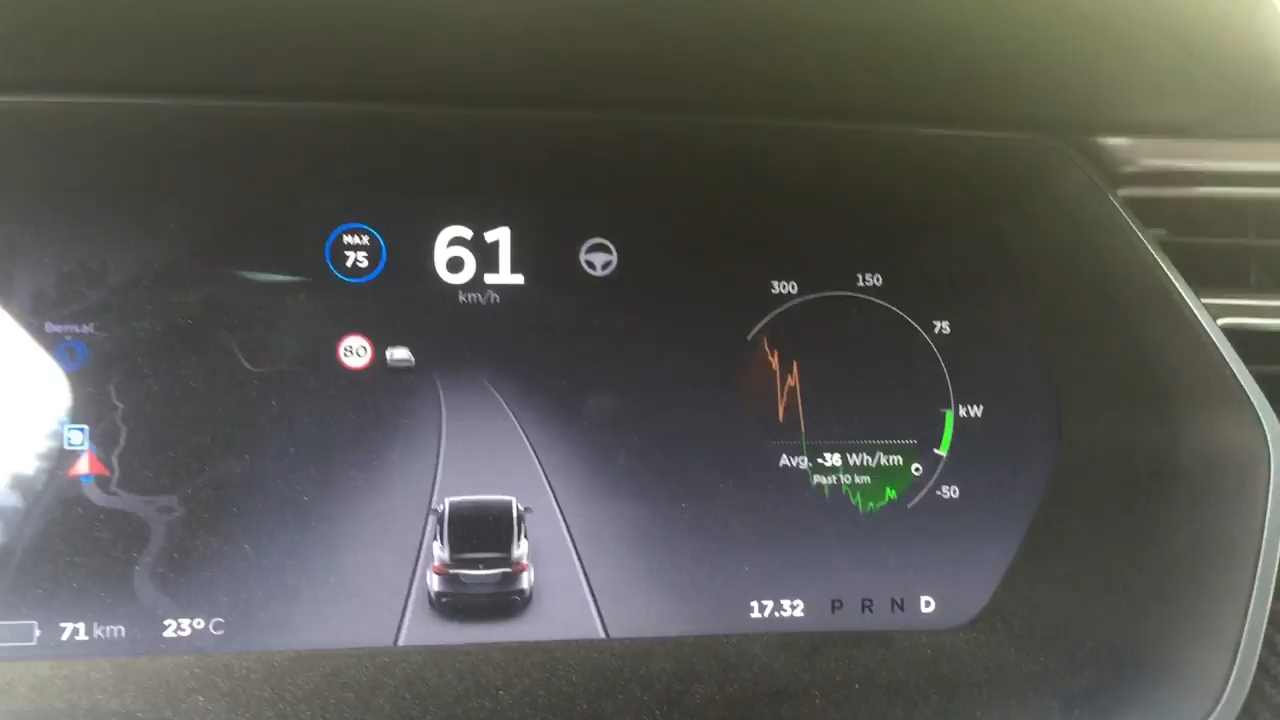 MAX
75
61
km/h
80
300
150
75
kW
-50
Avg. -36 Wh/km
Past 10 km
71 km
23° C
17.32
P R N D